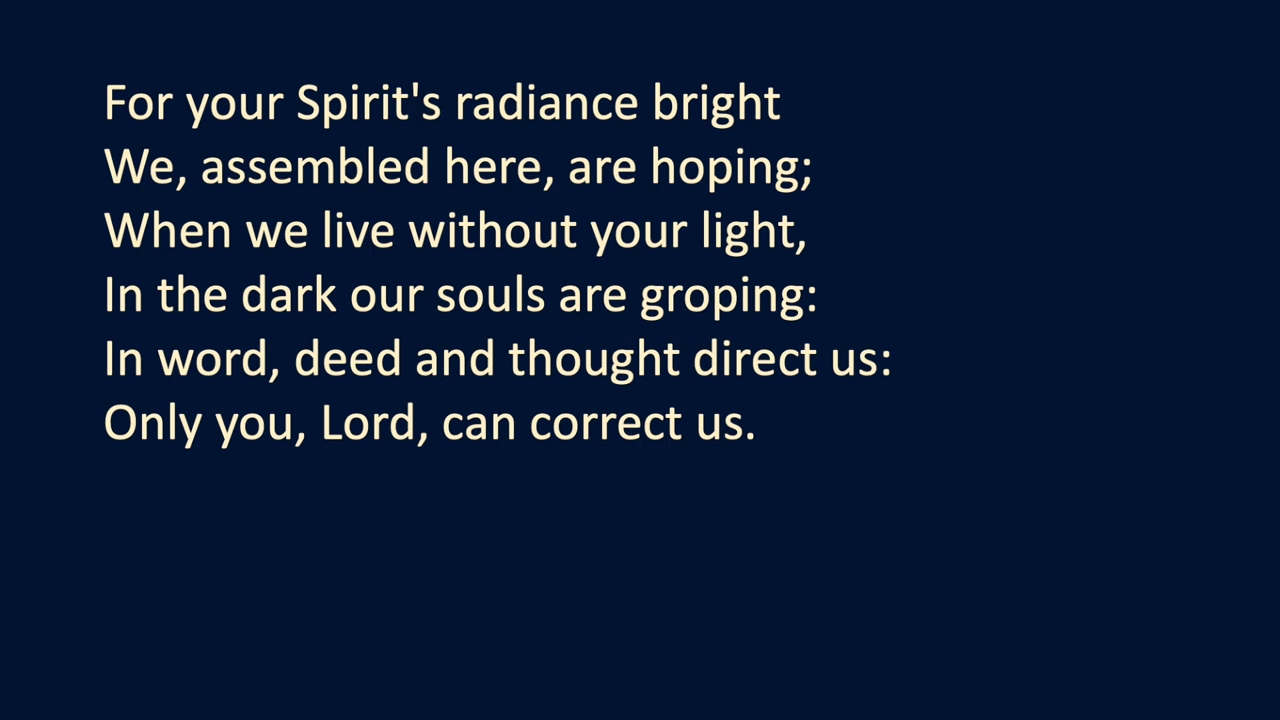 For your Spirit's radiance bright
We, assembled here, are hoping;
When we live without your light,
In the dark our souls are groping:
In word, deed and thought direct us:
Only you, Lord, can correct us.